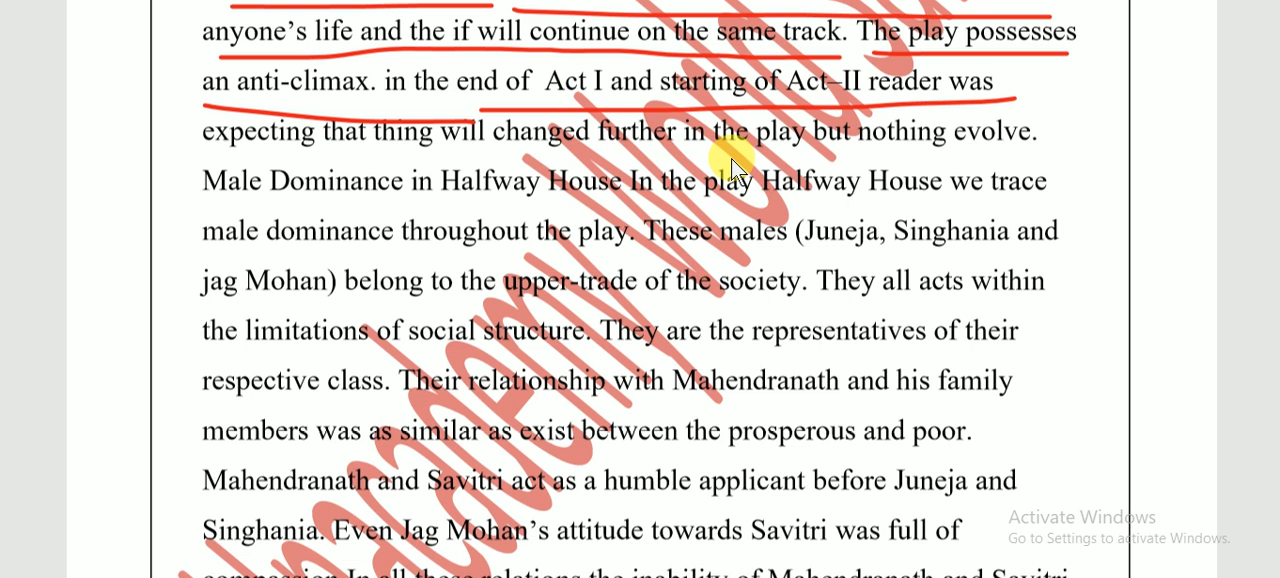 anyone’s life and the if will continue on the same track. The play possesses
an anti-climax. in the end of Act I and starting of Act–II reader was
expecting that thing will changed further in the play but nothing evolve.
Male Dominance in Halfway House In the play Halfway House we trace
male dominance throughout the play. These males (Juneja, Singhania and
jag Mohan) belong to the upper-trade of the society. They all acts within
the limitations of social structure. They are the representatives of their
respective class. Their relationship with Mahendranath and his family
members was as similar as exist between the prosperous and poor.
Mahendranath and Savitri act as a humble applicant before Juneja and
Singhania. Even Jag Mohan’s attitude towards Savitri was full of
Activate Windows
Go to Settings to activate Windows.